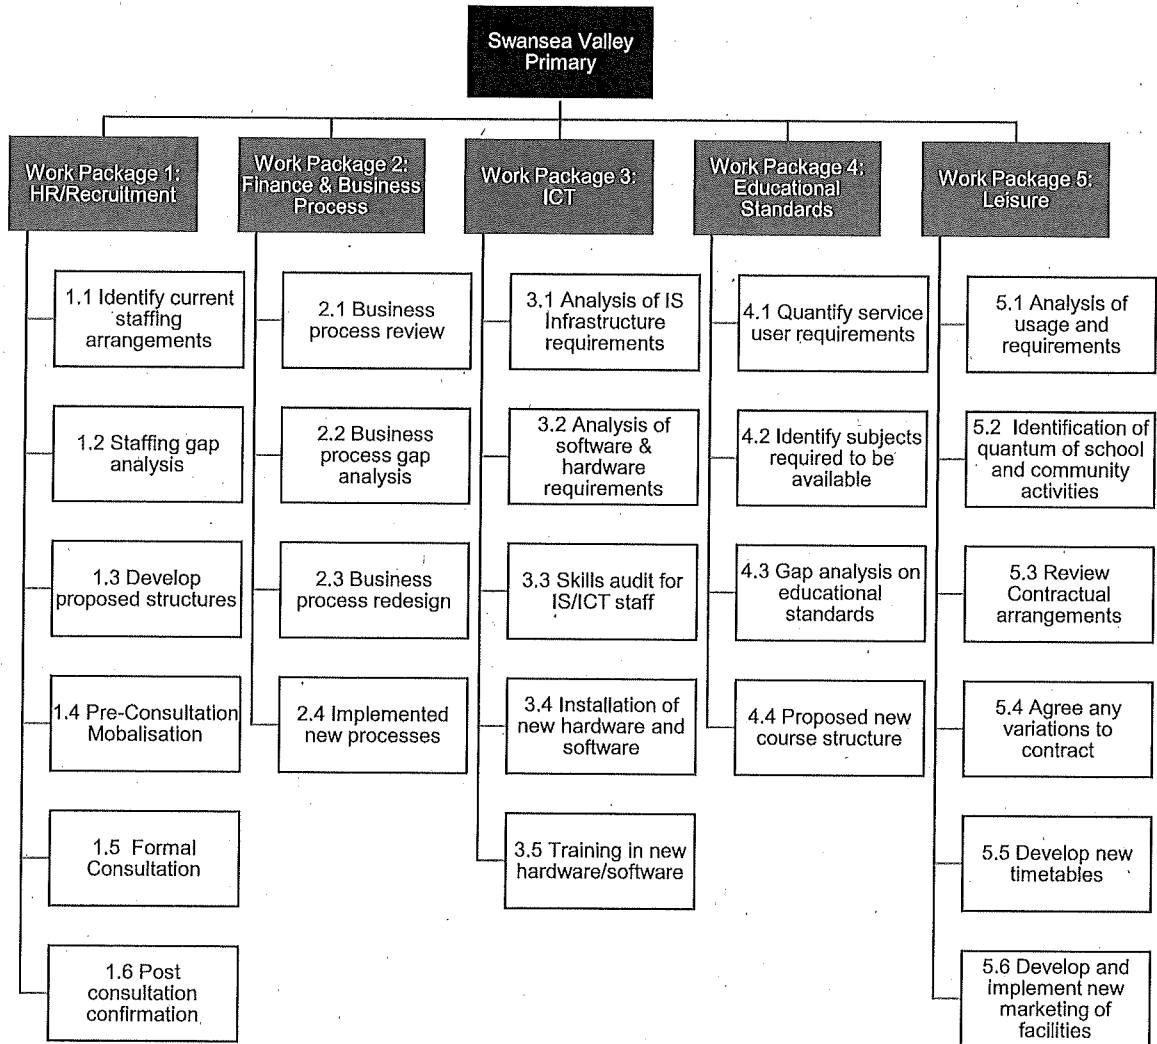 Swansea Valley
Primary
Work Package 1:
HR/Recruitment
Work Package 2:
Finance & Business
Process
Work Package 3:
ICT
Work Package 4:
Educational
Standards
Work Package 5:
Leisure
1.1 Identify current
staffing
arrangements
1.2 Staffing gap
analysis
1.3 Develop
proposed structures
1.4 Pre-Consultation
Mobalisation
1.5 Formal
Consultation
1.6 Post
consultation
confirmation
2.1 Business
process review
2.2 Business
process gap
analysis
2.3 Business
process redesign
2.4 Implemented
new processes
3.1 Analysis of IS
Infrastructure
requirements
3.2 Analysis of
software &
hardware
requirements
3.3 Skills audit for
IS/ICT staff
3.4 Installation of
new hardware and
software
3.5 Training in new
hardware/software
4.1 Quantify service
user requirements
4.2 Identify subjects
required to be
available
4.3 Gap analysis on
educational
standards
4.4 Proposed new
course structure
5.1 Analysis of
usage and
requirements
5.2 Identification of
quantum of school
and community
activities
5.3 Review
Contractual
arrangements
5.4 Agree any
variations to
contract
5.5 Develop new
timetables
5.6 Develop and
implement new
marketing of
facilities